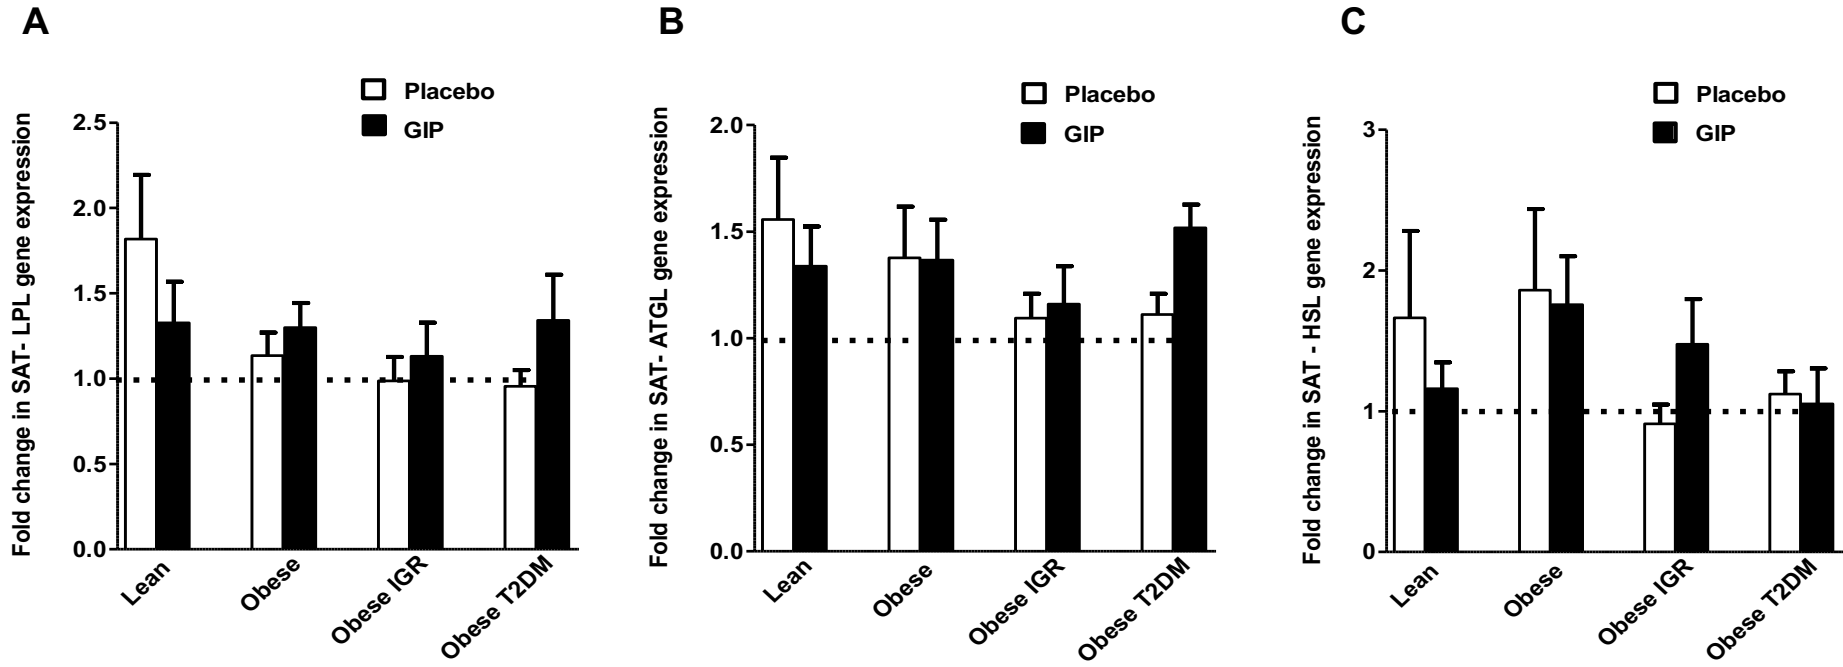 A
Placebo
GIP
Fold change in SAT- LPL gene expression
2.5
2.0
1.5
1.0
0.5
0.0
Lean
Obese
Obese IGR
Obese T2DM
B
Placebo
GIP
Fold change in SAT- ATGL gene expression
2.0
1.5
1.0
0.5
0.0
Lean
Obese
Obese IGR
Obese T2DM
C
Placebo
GIP
Fold change in SAT - HSL gene expression
3
2
1
0
Lean
Obese
Obese IGR
Obese T2DM